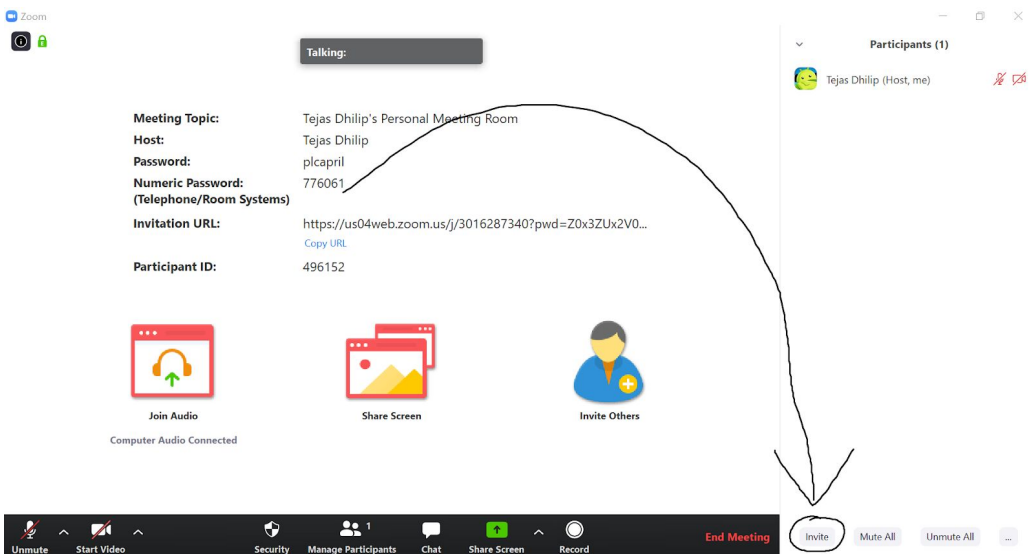 Zoom
Talking:
Meeting Topic: Tejas Dhilip's Personal Meeting Room
Host: Tejas Dhilip
Password: plcapril
Numeric Password: 776061
(Telephone/Room Systems)
Invitation URL: https://us04web.zoom.us/j/3016287340?pwd=Z0x3ZUx2V0...
Copy URL
Participant ID: 496152
Join Audio
Computer Audio Connected
Share Screen
Invite Others
Participants (1)
Tejas Dhilip (Host, me)
Unmute
Start Video
Security
Manage Participants 1
Chat
Share Screen
Record
End Meeting
Invite
Mute All
Unmute All
...